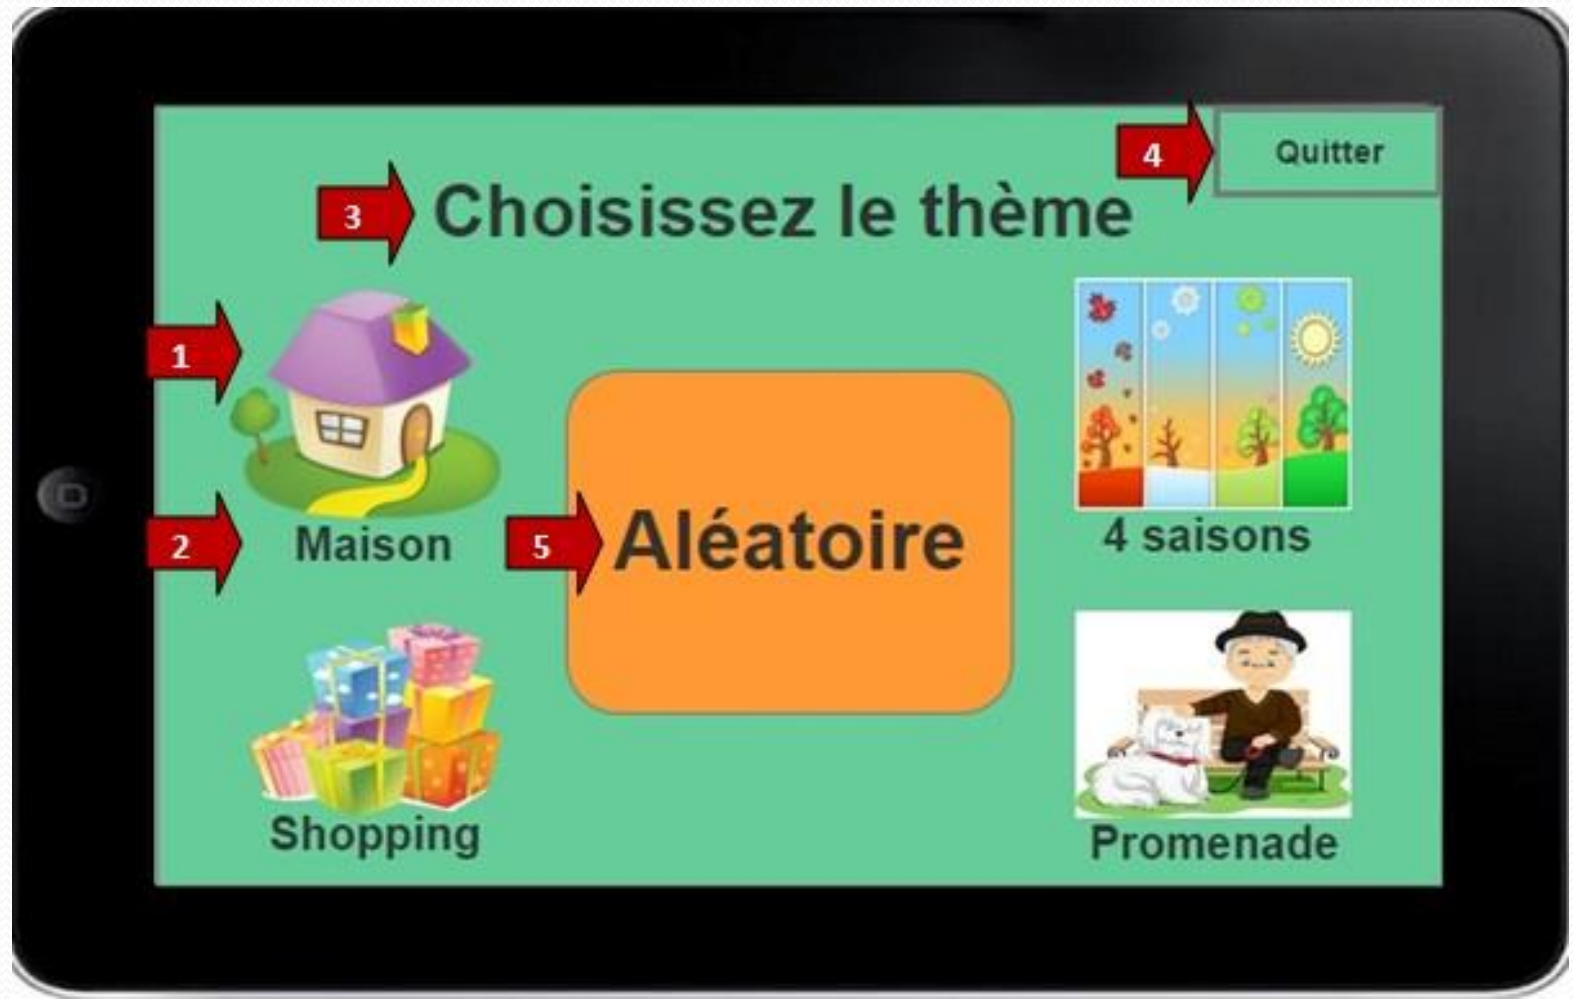 4 Quitter
3 Choisissez le thème
1
2 Maison
5 Aléatoire
4 saisons
Shopping
Promenade